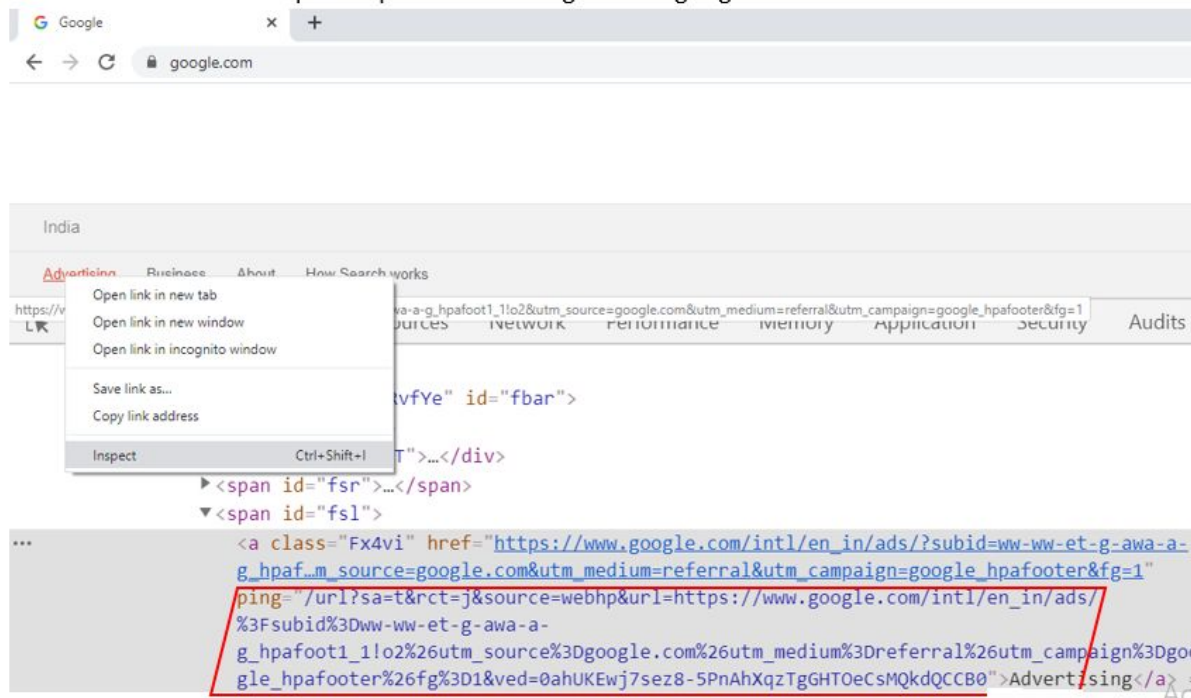 Google × +
google.com
India
Advertising Business About How Search works
Open link in new tab
https://w va-a-g_hpafoot1_1!o2&utm_source=google.com&utm_medium=referral&utm_campaign=google_hpafooter&fg=1
Open link in new window
Network Performance Memory Application Security Audits
Open link in incognito window
Save link as...
RvfYe" id="fbar">
Copy link address
Inspect Ctrl+Shift+I T">…</div>
▶<span id="fsr">…</span>
▼<span id="fsl">
... <a class="Fx4vi" href="https://www.google.com/intl/en_in/ads/?subid=ww-ww-et-g-awa-a-
g_hpaf…m_source=google.com&utm_medium=referral&utm_campaign=google_hpafooter&fg=1"
ping="/url?sa=t&rct=j&source=webhp&url=https://www.google.com/intl/en_in/ads/
%3Fsubid%3Dww-ww-et-g-awa-a-
g_hpafoot1_1!o2%26utm_source%3Dgoogle.com%26utm_medium%3Dreferral%26utm_campaign%3Dgoo
gle_hpafooter%26fg%3D1&ved=0ahUKEwj7sez8-5PnAhXqzTgGHTOeCsMQkdQCCB0">Advertising</a>